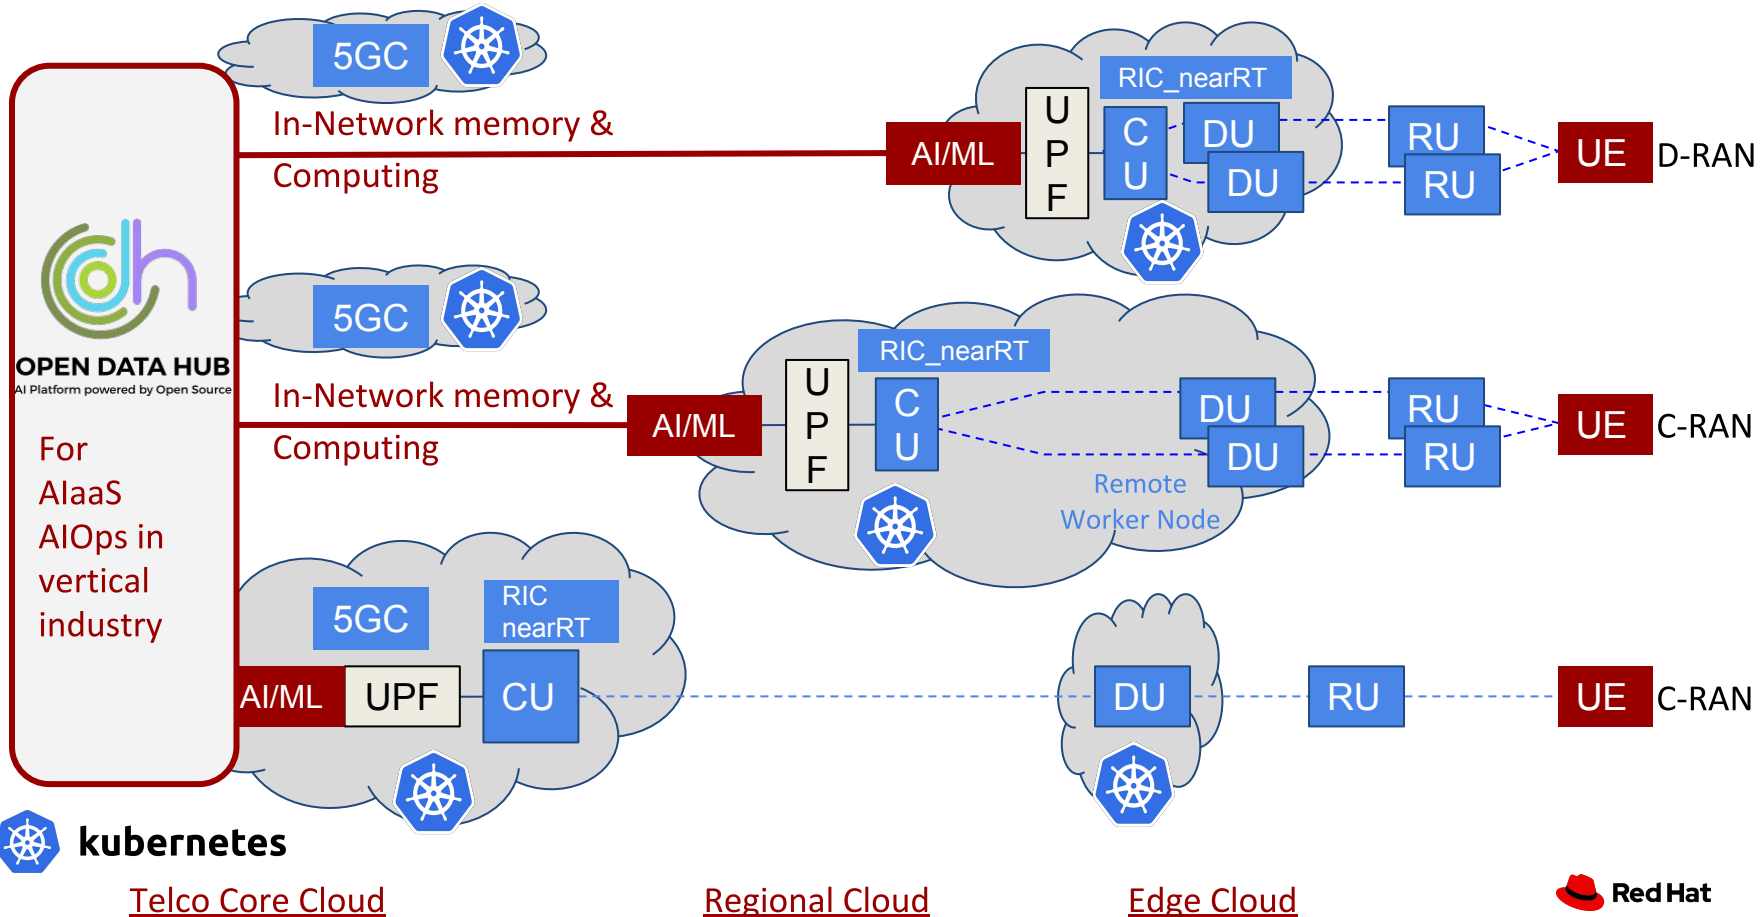 5GC
In-Network memory &
Computing
AI/ML
U
P
F
RIC_nearRT
C
U
DU
DU
RU
RU
UE
D-RAN
OPEN DATA HUB
AI Platform powered by Open Source
For
AIaaS
AIOps in
vertical
industry
5GC
In-Network memory &
Computing
AI/ML
U
P
F
RIC_nearRT
C
U
DU
DU
Remote
Worker Node
RU
RU
UE
C-RAN
5GC
RIC
nearRT
AI/ML
UPF
CU
DU
RU
UE
C-RAN
kubernetes
Telco Core Cloud
Regional Cloud
Edge Cloud
Red Hat